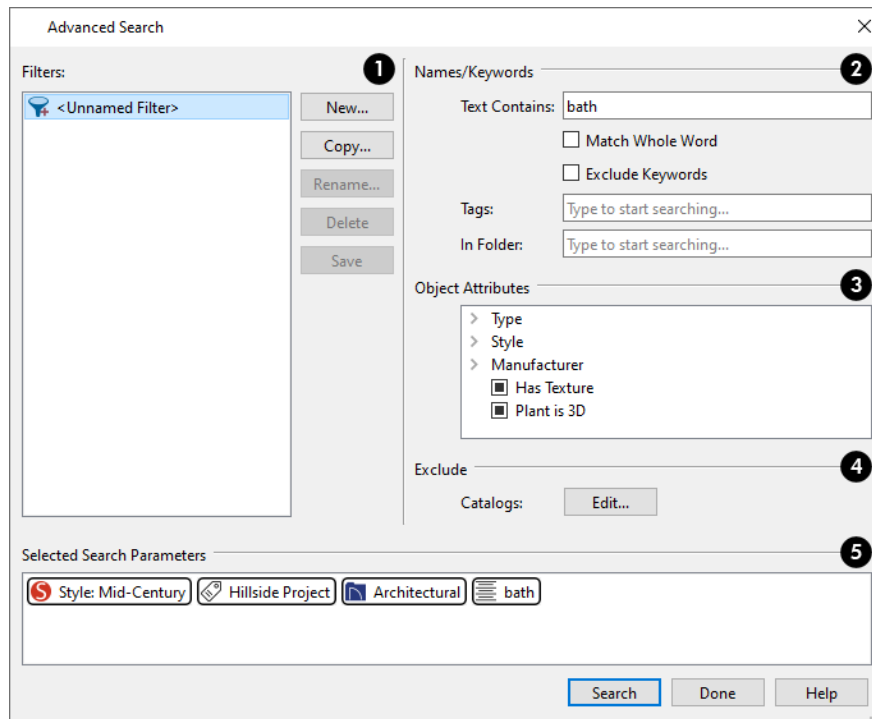 Advanced Search
Filters:
1
<Unnamed Filter>
New...
Copy...
Rename...
Delete
Save
Names/Keywords
2
Text Contains: bath
Match Whole Word
Exclude Keywords
Tags: Type to start searching...
In Folder: Type to start searching...
Object Attributes
3
Type
Style
Manufacturer
Has Texture
Plant is 3D
Exclude
4
Catalogs: Edit...
Selected Search Parameters
5
S Style: Mid-Century Hillside Project Architectural bath
Search Done Help